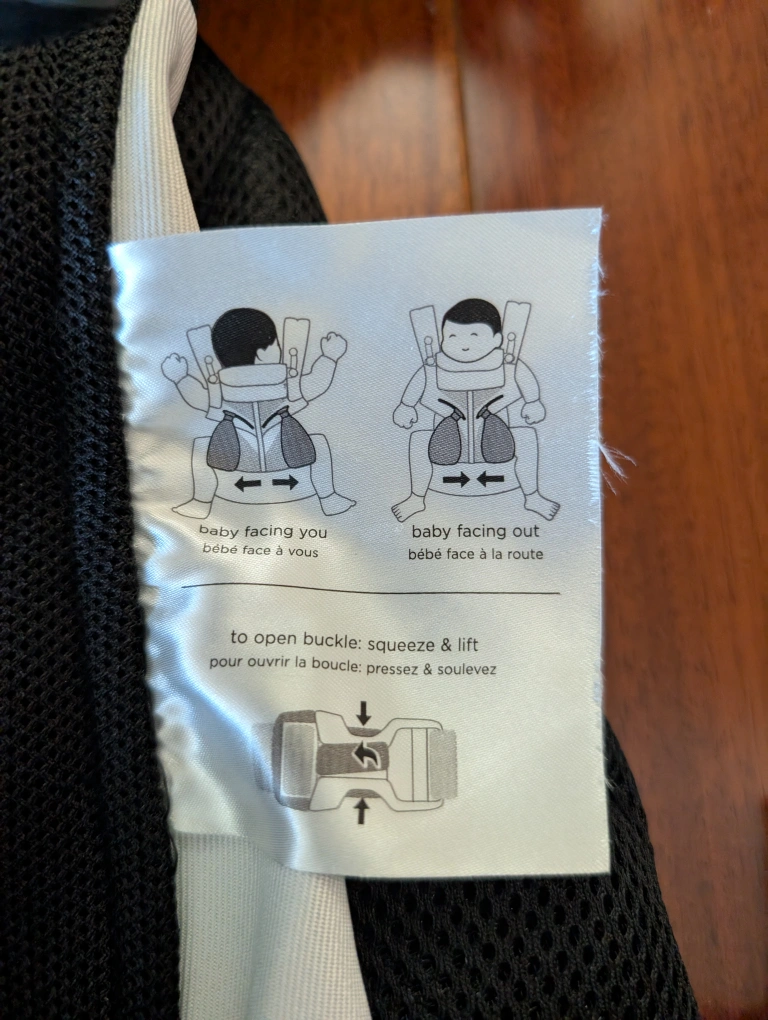 baby facing you
bébé face à vous
baby facing out
bébé face à la route
to open buckle: squeeze & lift
pour ouvrir la boucle: pressez & soulevez